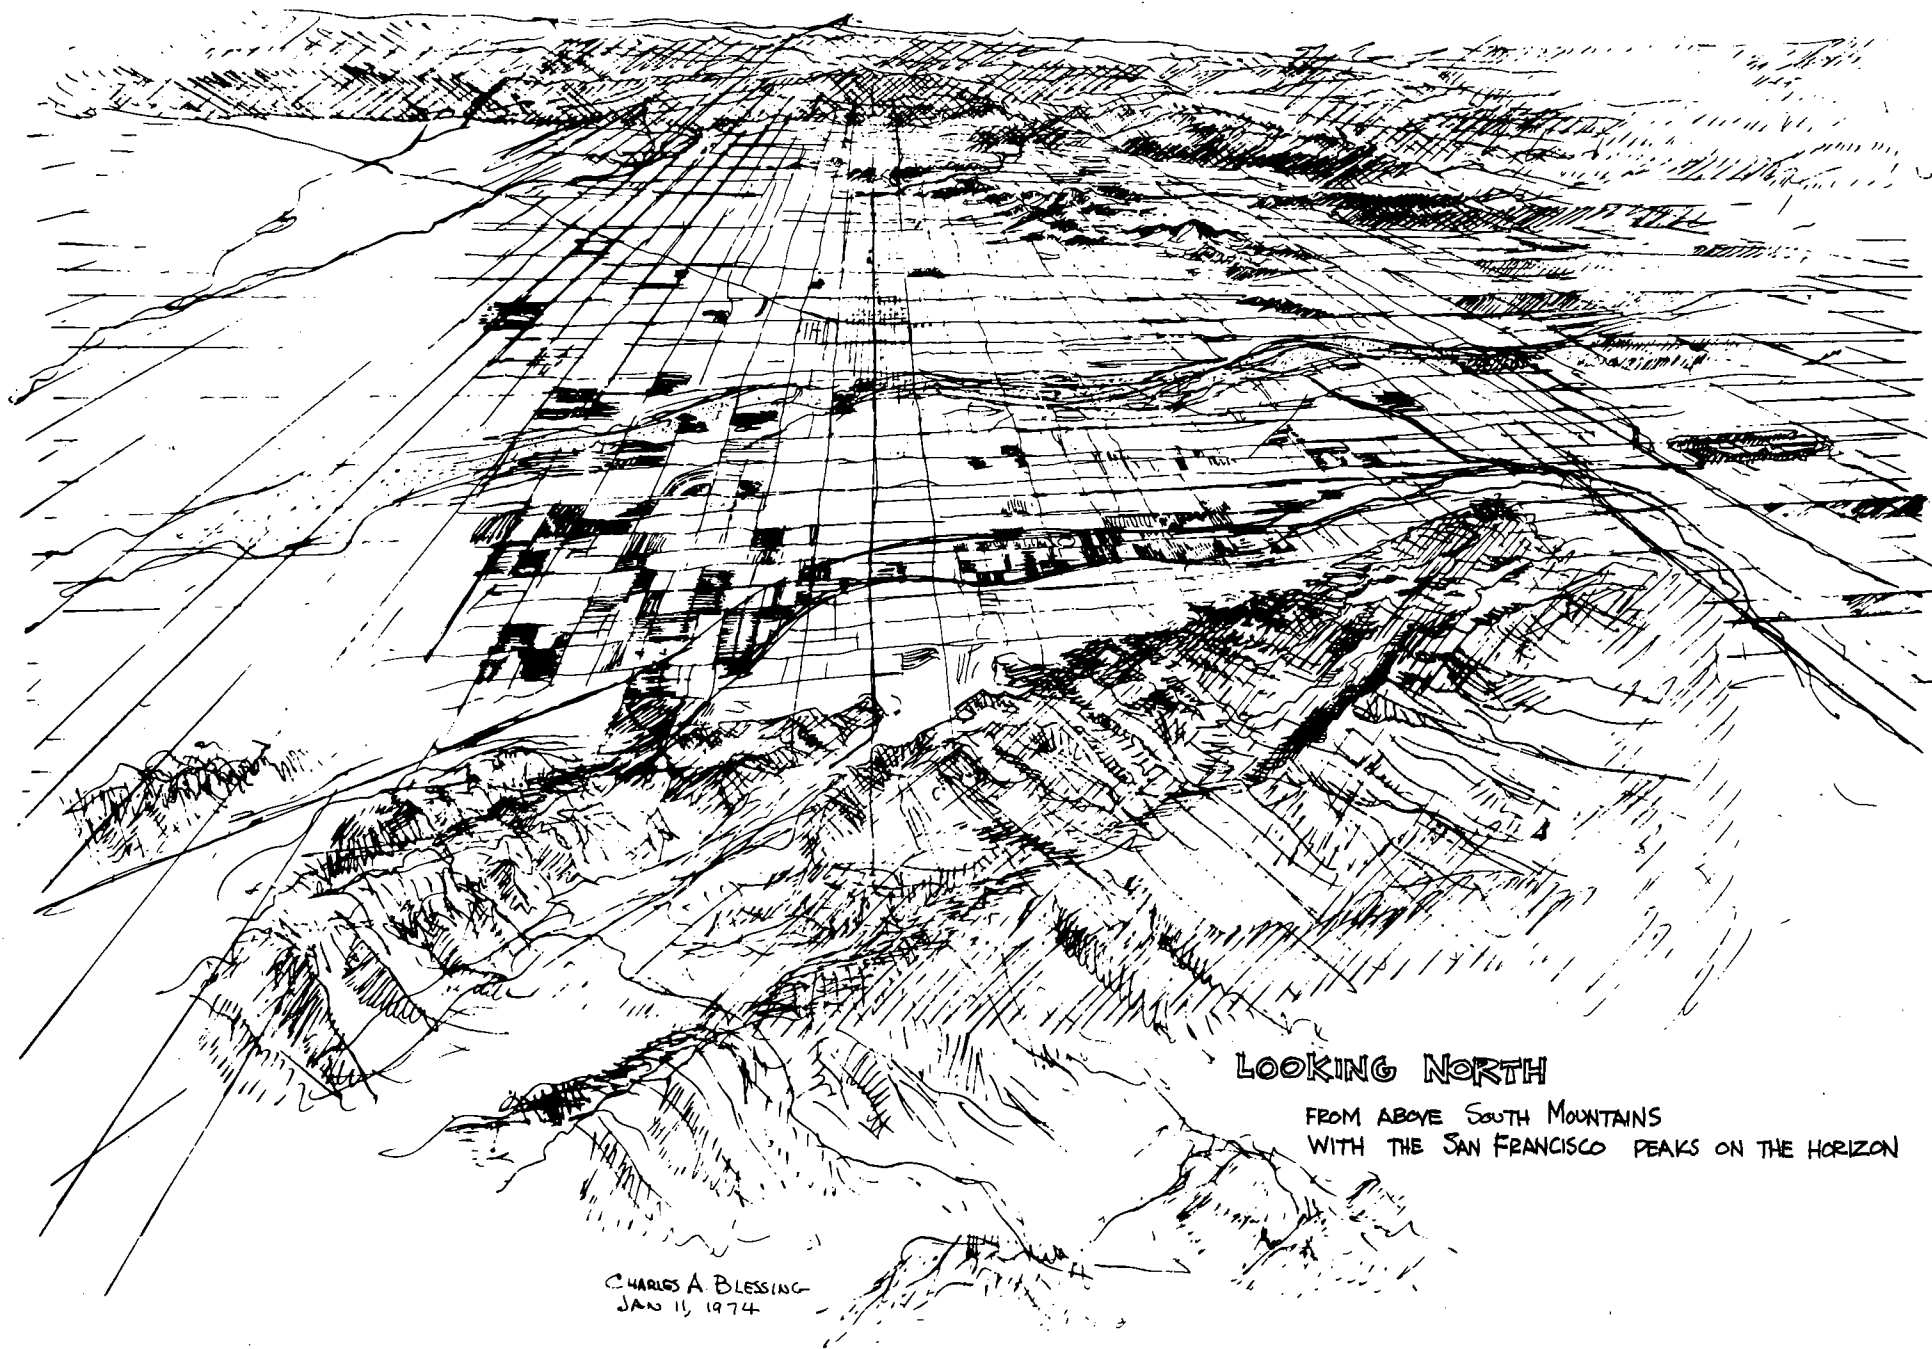 LOOKING NORTH
FROM ABOVE SOUTH MOUNTAINS
WITH THE SAN FRANCISCO PEAKS ON THE HORIZON
CHARLES A. BLESSING
JAN 11, 1974